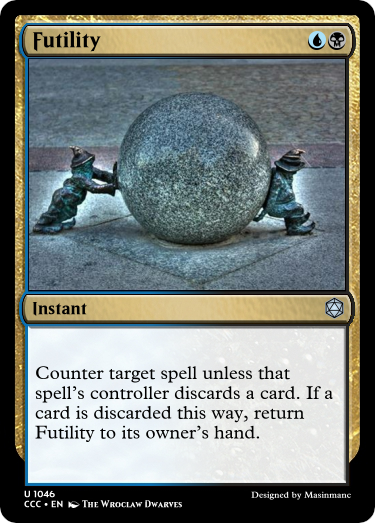 Futility
Instant
Counter target spell unless that
spell's controller discards a card. If a
card is discarded this way, return
Futility to its owner's hand.
U 1046
CCC • EN The Wroclaw Dwarves
Designed by Masinmanc